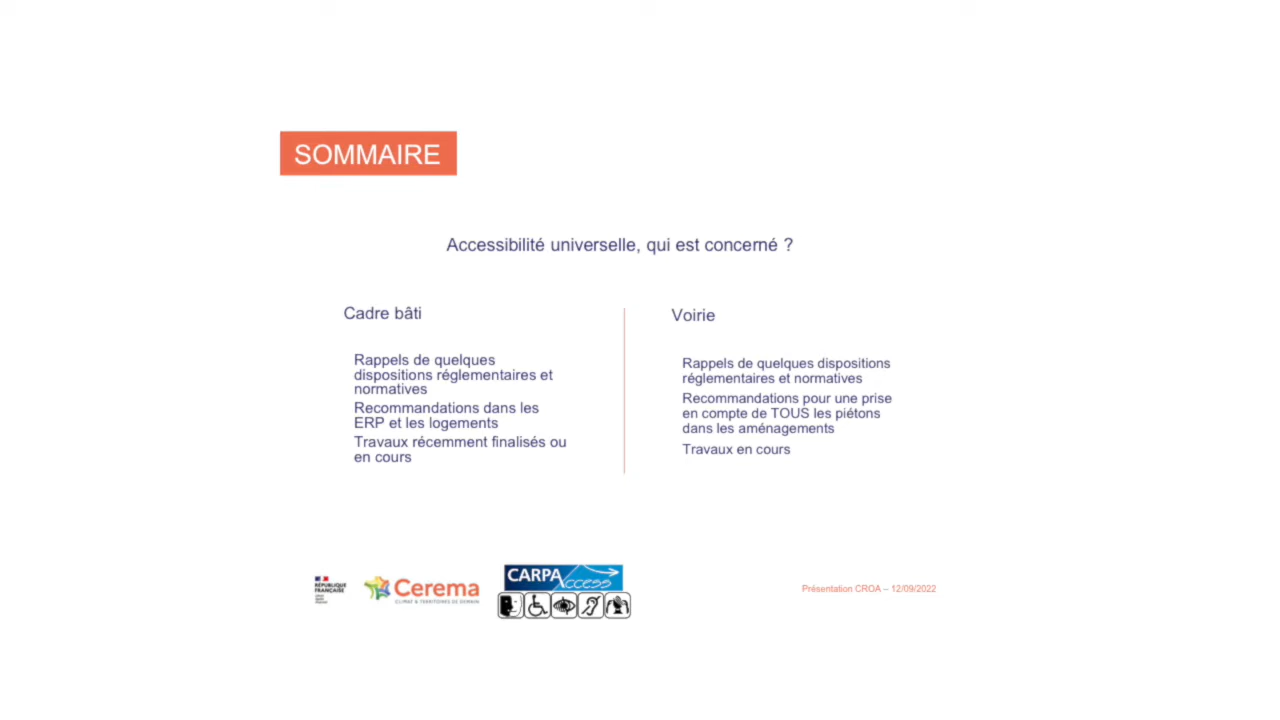 SOMMAIRE
Accessibilité universelle, qui est concerné ?
Cadre bâti
Rappels de quelques
dispositions réglementaires et
normatives
Recommandations dans les
ERP et les logements
Travaux récemment finalisés ou
en cours
Voirie
Rappels de quelques dispositions
réglementaires et normatives
Recommandations pour une prise
en compte de TOUS les piétons
dans les aménagements
Travaux en cours
RÉPUBLIQUE
FRANÇAISE
Cerema
CLIMAT & TERRITOIRES DE DEMAIN
CARPA Access
Présentation CROA – 12/09/2022